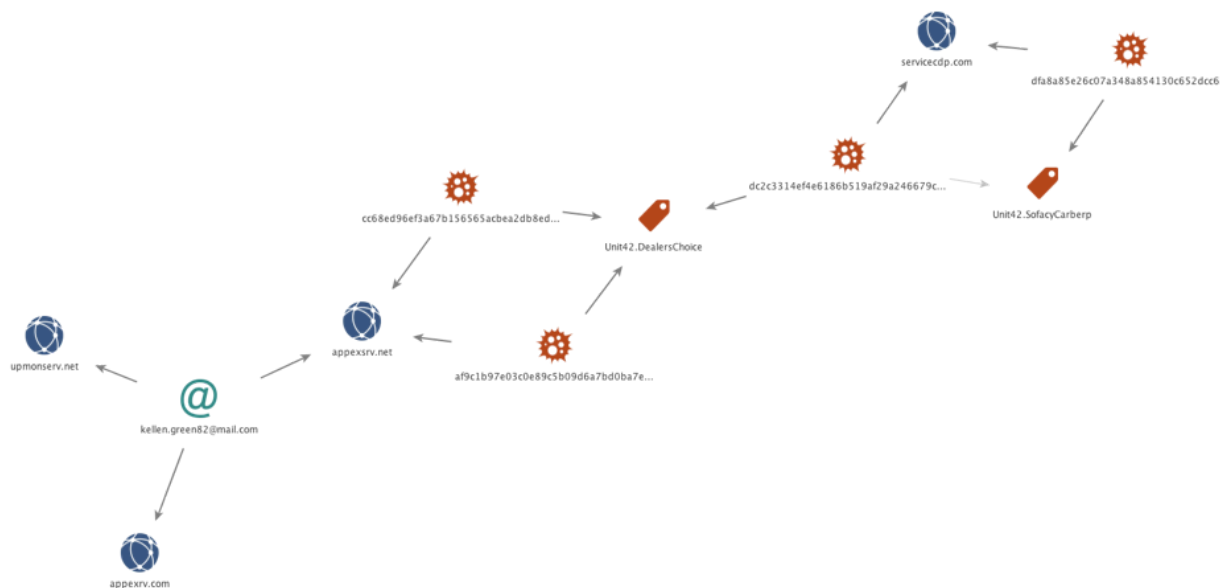 servicecdp.com
dfa8a85e26c07a348a854130c652dcc6
dc2c3314ef4e6186b519af29a246679c...
Unit42.SofacyCarberp
cc68ed96ef3a67b156565acbea2db8ed...
Unit42.DealersChoice
upmonserv.net
appexsrv.net
af9c1b97e03c0e89c5b09d6a7bd0ba7e...
kellen.green82@mail.com
appexrv.com